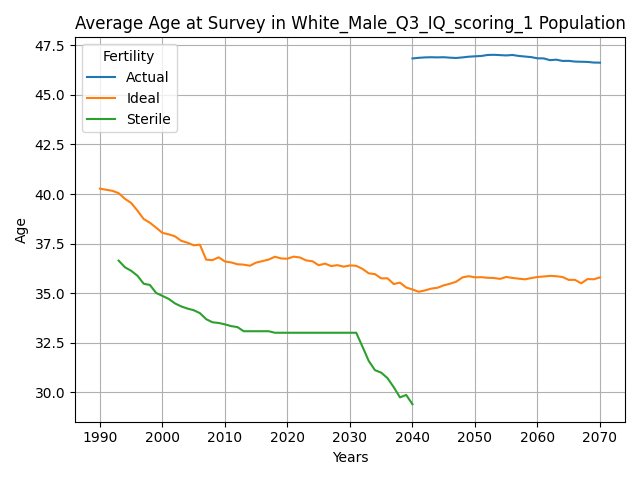 Average Age at Survey in White_Male_Q3_IQ_scoring_1 Population
47.5
45.0
42.5
40.0
37.5
35.0
32.5
30.0
Age
Fertility
Actual
Ideal
Sterile
1990 2000 2010 2020 2030 2040 2050 2060 2070
Years